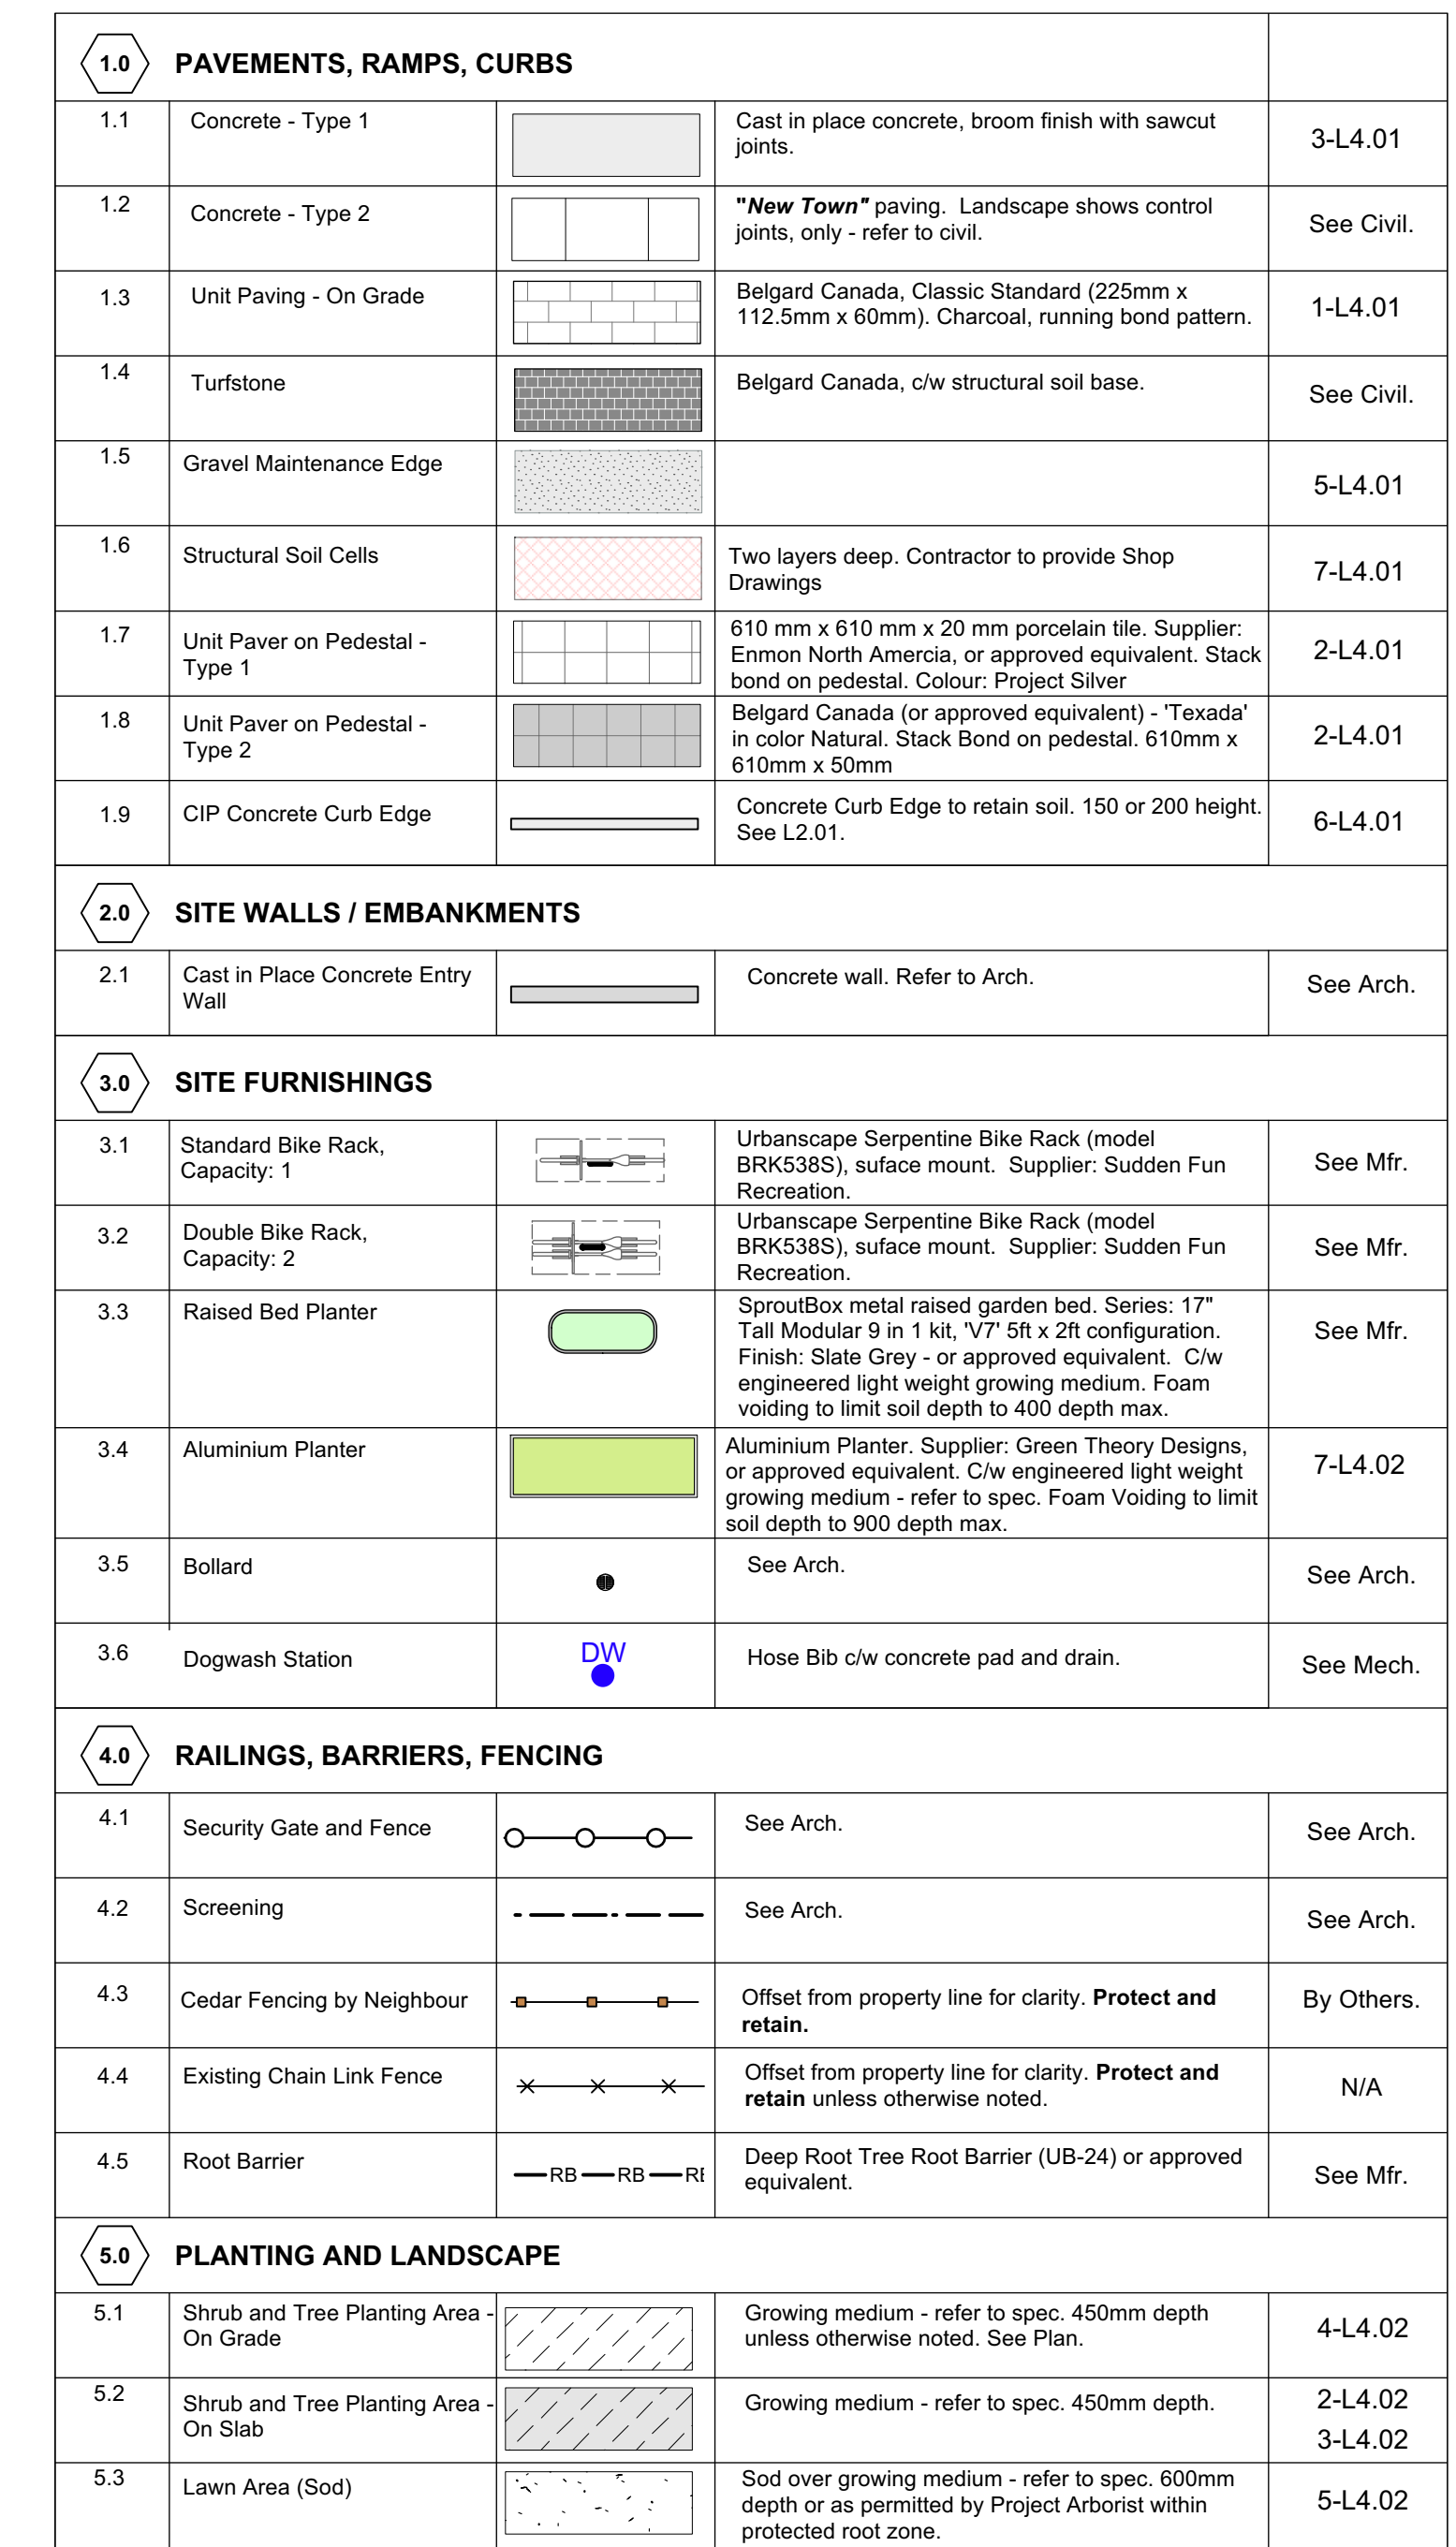 1.0 PAVEMENTS, RAMPS, CURBS
1.1
Concrete - Type 1
Cast in place concrete, broom finish with sawcut
joints.
3-L4.01
1.2
Concrete - Type 2
"New Town" paving. Landscape shows control
joints, only - refer to civil.
See Civil.
1.3
Unit Paving - On Grade
Belgard Canada, Classic Standard (225mm x
112.5mm x 60mm). Charcoal, running bond pattern.
1-L4.01
1.4
Turfstone
Belgard Canada, c/w structural soil base.
See Civil.
1.5
Gravel Maintenance Edge
5-L4.01
1.6
Structural Soil Cells
Two layers deep. Contractor to provide Shop
Drawings
7-L4.01
1.7
Unit Paver on Pedestal -
Type 1
610 mm x 610 mm x 20 mm porcelain tile. Supplier:
Enmon North Amercia, or approved equivalent. Stack
bond on pedestal. Colour: Project Silver
2-L4.01
1.8
Unit Paver on Pedestal -
Type 2
Belgard Canada (or approved equivalent) - 'Texada'
in color Natural. Stack Bond on pedestal. 610mm x
610mm x 50mm
2-L4.01
1.9
CIP Concrete Curb Edge
Concrete Curb Edge to retain soil. 150 or 200 height.
See L2.01.
6-L4.01
2.0 SITE WALLS / EMBANKMENTS
2.1
Cast in Place Concrete Entry
Wall
Concrete wall. Refer to Arch.
See Arch.
3.0 SITE FURNISHINGS
3.1
Standard Bike Rack,
Capacity: 1
Urbanscape Serpentine Bike Rack (model
BRK538S), suface mount.  Supplier: Sudden Fun
Recreation.
See Mfr.
3.2
Double Bike Rack,
Capacity: 2
Urbanscape Serpentine Bike Rack (model
BRK538S), suface mount.  Supplier: Sudden Fun
Recreation.
See Mfr.
3.3
Raised Bed Planter
SproutBox metal raised garden bed. Series: 17"
Tall Modular 9 in 1 kit, 'V7' 5ft x 2ft configuration.
Finish: Slate Grey - or approved equivalent.  C/w
engineered light weight growing medium. Foam
voiding to limit soil depth to 400 depth max.
See Mfr.
3.4
Aluminium Planter
Aluminium Planter. Supplier: Green Theory Designs,
or approved equivalent. C/w engineered light weight
growing medium - refer to spec. Foam Voiding to limit
soil depth to 900 depth max.
7-L4.02
3.5
Bollard
See Arch.
See Arch.
3.6
Dogwash Station
DW
Hose Bib c/w concrete pad and drain.
See Mech.
4.0 RAILINGS, BARRIERS, FENCING
4.1
Security Gate and Fence
See Arch.
See Arch.
4.2
Screening
See Arch.
See Arch.
4.3
Cedar Fencing by Neighbour
Offset from property line for clarity. Protect and
retain.
By Others.
4.4
Existing Chain Link Fence
Offset from property line for clarity. Protect and
retain unless otherwise noted.
N/A
4.5
Root Barrier
RB RB
Deep Root Tree Root Barrier (UB-24) or approved
equivalent.
See Mfr.
5.0 PLANTING AND LANDSCAPE
5.1
Shrub and Tree Planting Area -
On Grade
Growing medium - refer to spec. 450mm depth
unless otherwise noted. See Plan.
4-L4.02
5.2
Shrub and Tree Planting Area -
On Slab
Growing medium - refer to spec. 450mm depth.
2-L4.02
3-L4.02
5.3
Lawn Area (Sod)
Sod over growing medium - refer to spec. 600mm
depth or as permitted by Project Arborist within
protected root zone.
5-L4.02